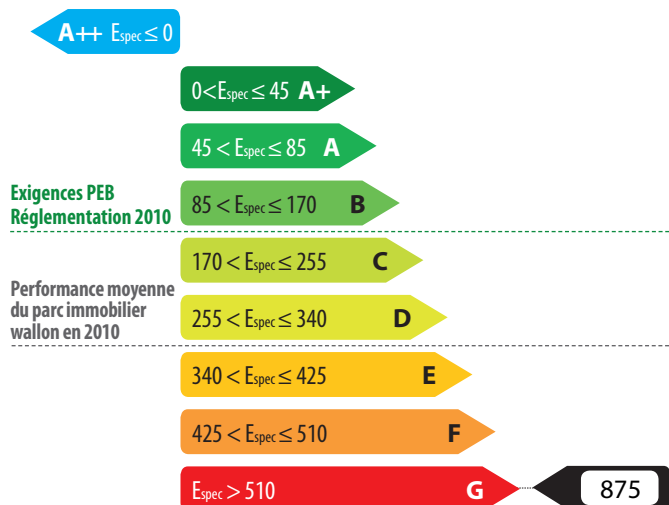 A++ Espec ≤ 0
0<Espec ≤ 45 A+
45 < Espec ≤ 85 A
Exigences PEB
Réglementation 2010
85 < Espec ≤ 170 B
170 < Espec ≤ 255 C
Performance moyenne
du parc immobilier
wallon en 2010
255 < Espec ≤ 340 D
340 < Espec ≤ 425 E
425 < Espec ≤ 510 F
Espec > 510 G 875